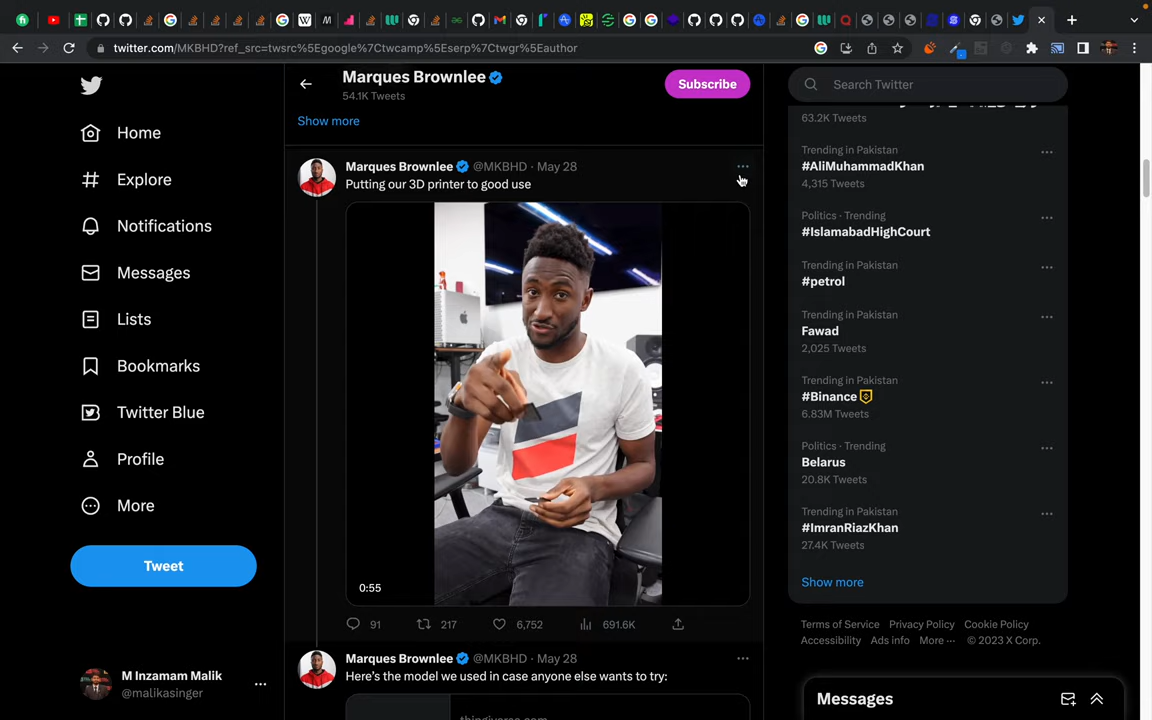 twitter.com/MKBHD?ref_src=twsrc%5Egoogle%7Ctwcamp%5Eserp%7Ctwgr%5Eauthor
Home
Explore
Notifications
Messages
Lists
Bookmarks
Twitter Blue
Profile
More
Tweet
M Inzamam Malik
@malikasinger
Marques Brownlee
54.1K Tweets
Subscribe
Show more
Marques Brownlee @MKBHD · May 28
Putting our 3D printer to good use
0:55
91 217 6,752 691.6K
Marques Brownlee @MKBHD · May 28
Here's the model we used in case anyone else wants to try:
thingiverse.com
Search Twitter
63.2K Tweets
Trending in Pakistan
#AliMuhammadKhan
4,315 Tweets
Politics · Trending
#IslamabadHighCourt
Trending in Pakistan
#petrol
Trending in Pakistan
Fawad
2,025 Tweets
Trending in Pakistan
#Binance
6.83M Tweets
Politics · Trending
Belarus
20.8K Tweets
Trending in Pakistan
#ImranRiazKhan
27.4K Tweets
Show more
Terms of Service Privacy Policy Cookie Policy
Accessibility Ads info More ··· © 2023 X Corp.
Messages